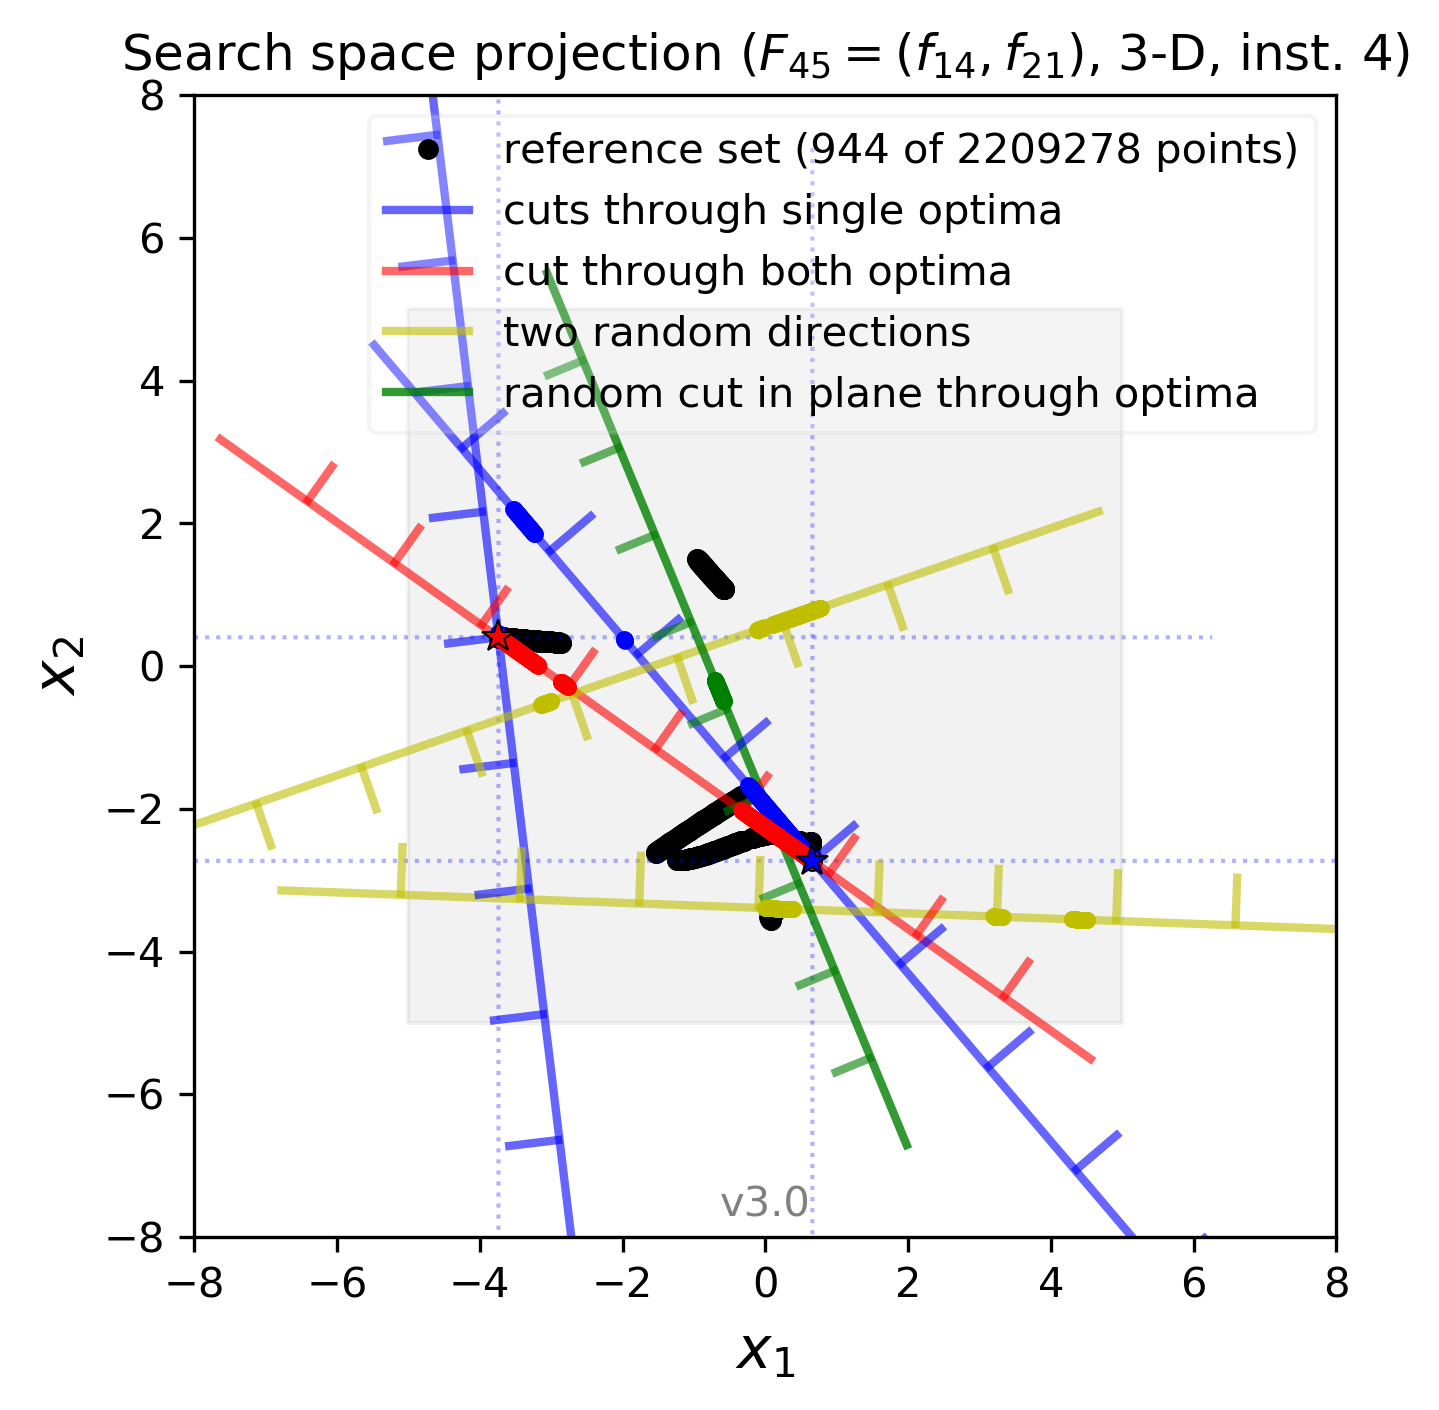 Search space projection (F₄₅ = (f₁₄, f₂₁), 3-D, inst. 4)
reference set (944 of 2209278 points)
cuts through single optima
cut through both optima
two random directions
random cut in plane through optima
8
6
4
2
0
−2
−4
−6
−8
x₂
v3.0
−8 −6 −4 −2 0 2 4 6 8
x₁